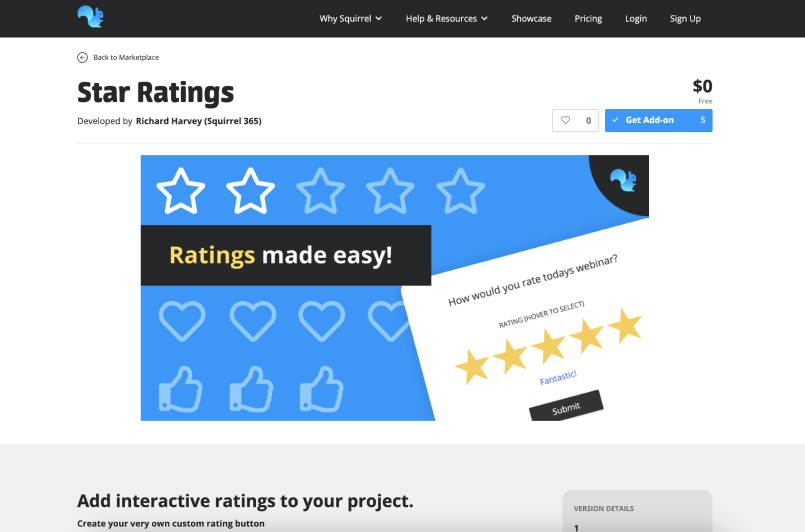 Why Squirrel
Help & Resources
Showcase
Pricing
Login
Sign Up
Back to Marketplace
Star Ratings
$0
Free
Developed by Richard Harvey (Squirrel 365)
0
Get Add-on
5
Ratings made easy!
How would you rate todays webinar?
RATING (HOVER TO SELECT)
Fantastic!
Submit
Add interactive ratings to your project.
Create your very own custom rating button
VERSION DETAILS
1